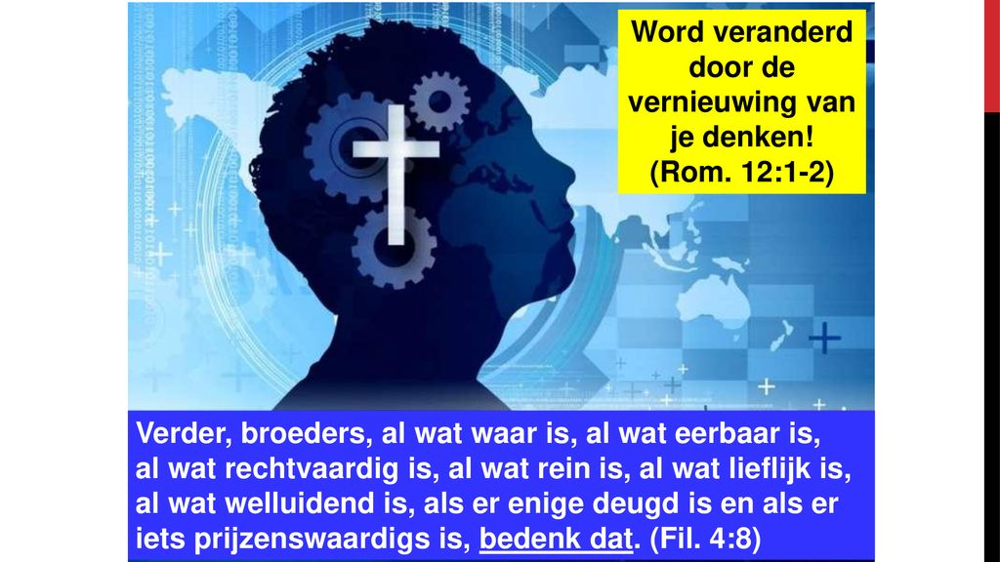 Word veranderd
door de
vernieuwing van
je denken!
(Rom. 12:1-2)
Verder, broeders, al wat waar is, al wat eerbaar is,
al wat rechtvaardig is, al wat rein is, al wat lieflijk is,
al wat welluidend is, als er enige deugd is en als er
iets prijzenswaardigs is, bedenk dat. (Fil. 4:8)